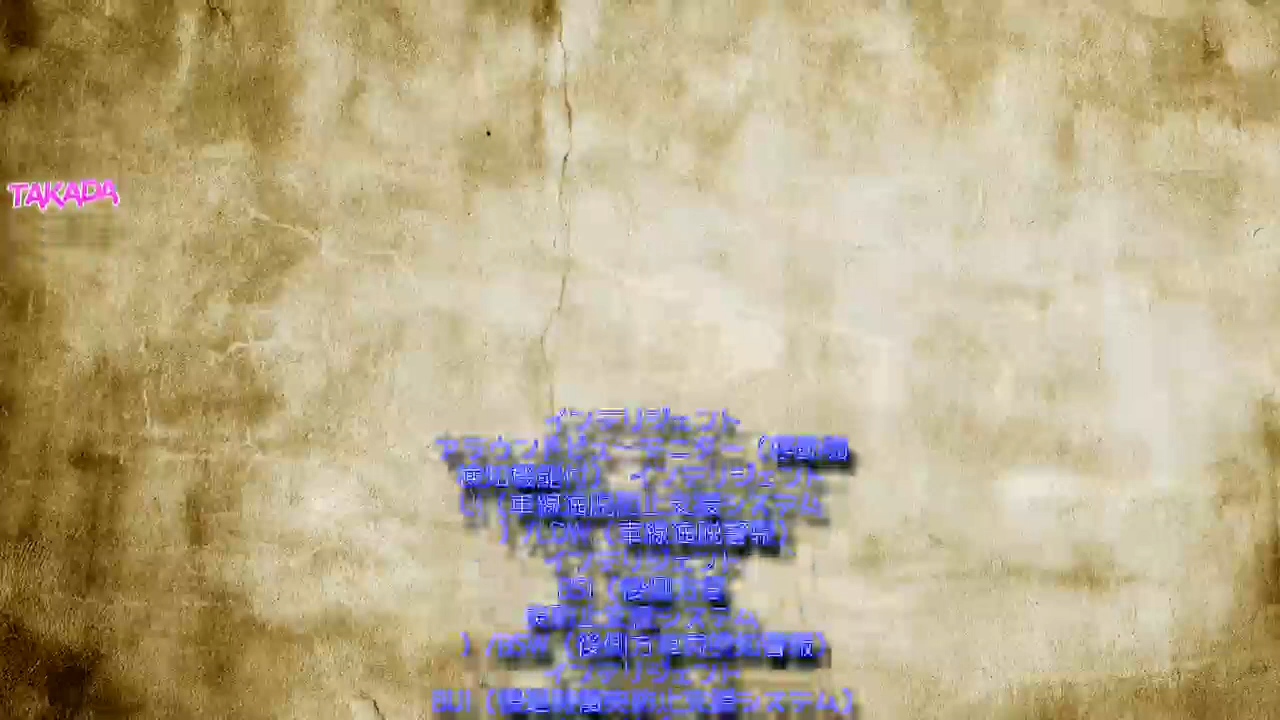 TAKADA
インテリジェント
アラウンドビューモニター (移動物
検知機能付) インテリジェント
LI (車線逸脱防止支援システム
) /LDW (車線逸脱警報)
インテリジェント
BSI (後側方
衝突防止支援システム
) /BSW (後側方車両検知警報)
インテリジェント
BUI (後退時衝突防止支援システム)